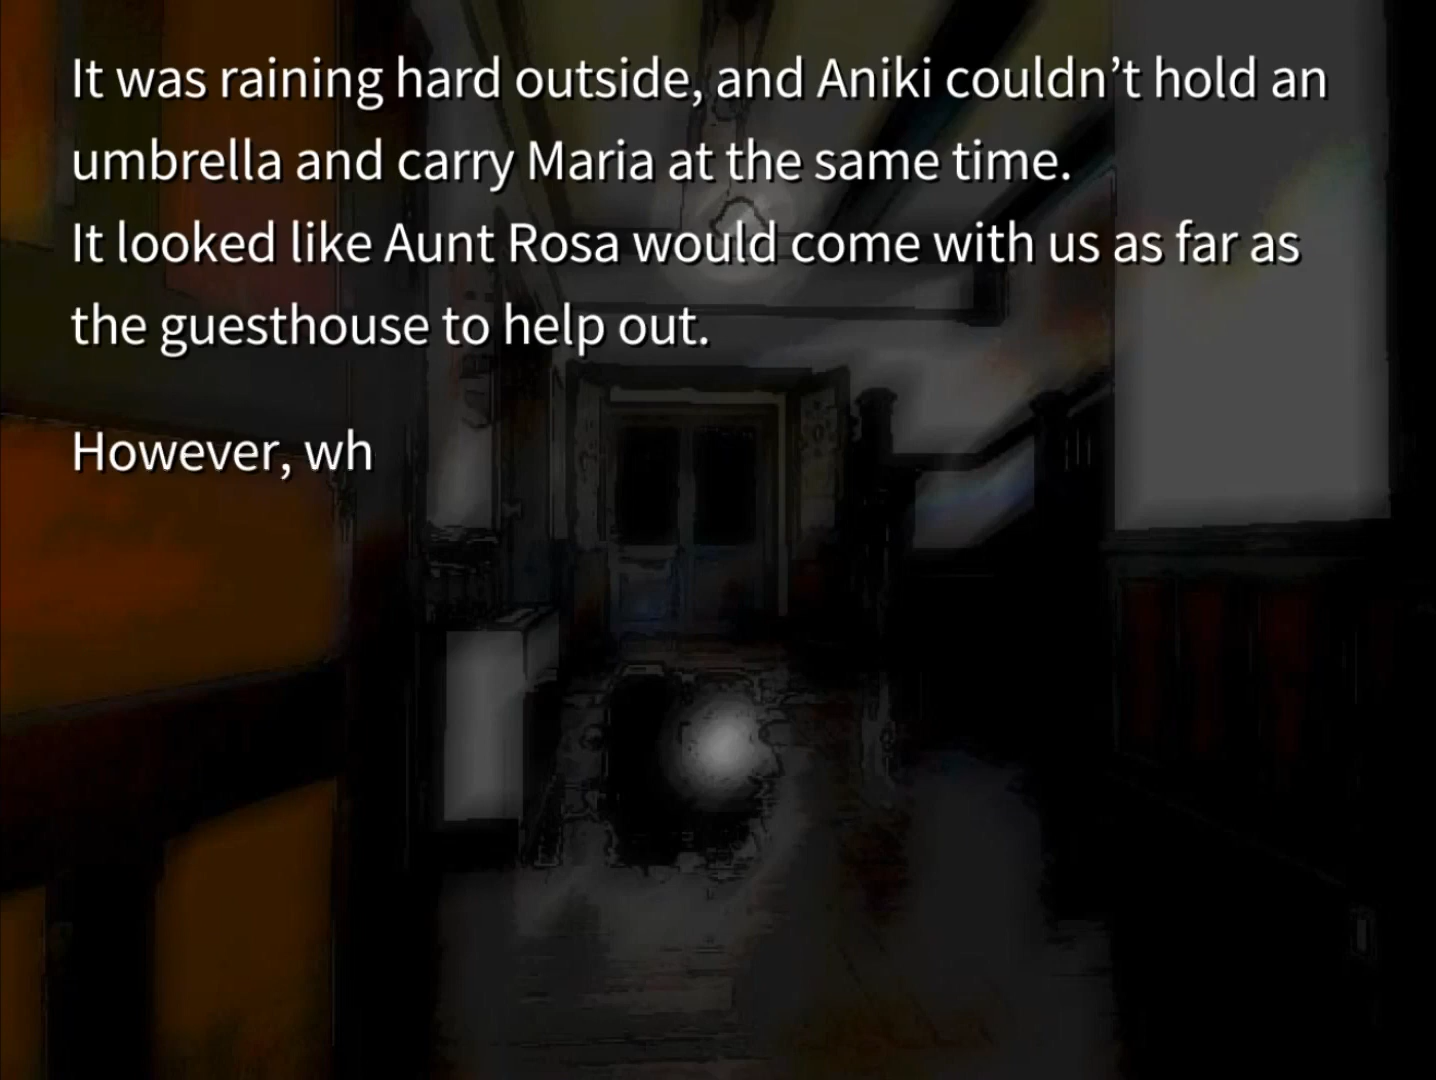 It was raining hard outside, and Aniki couldn’t hold an
umbrella and carry Maria at the same time.
It looked like Aunt Rosa would come with us as far as
the guesthouse to help out.
However, wh